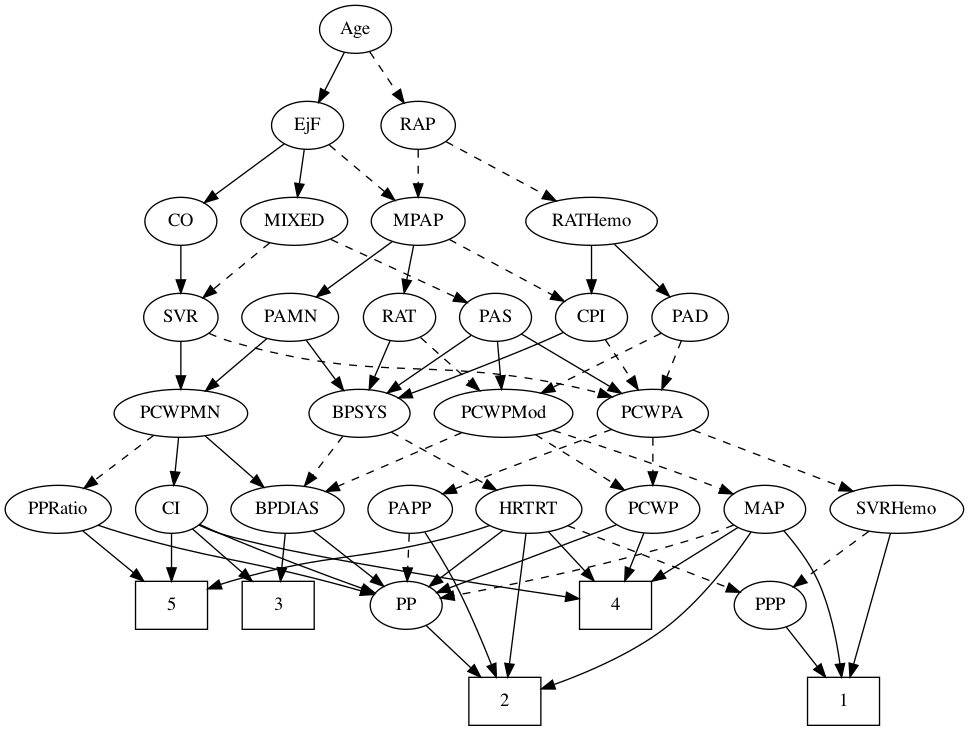 Age
EjF
RAP
CO
MIXED
MPAP
RATHemo
SVR
PAMN
RAT
PAS
CPI
PAD
PCWPMN
BPSYS
PCWPMod
PCWPA
PPRatio
CI
BPDIAS
PAPP
HRTRT
PCWP
MAP
SVRHemo
5
3
PP
4
PPP
2
1